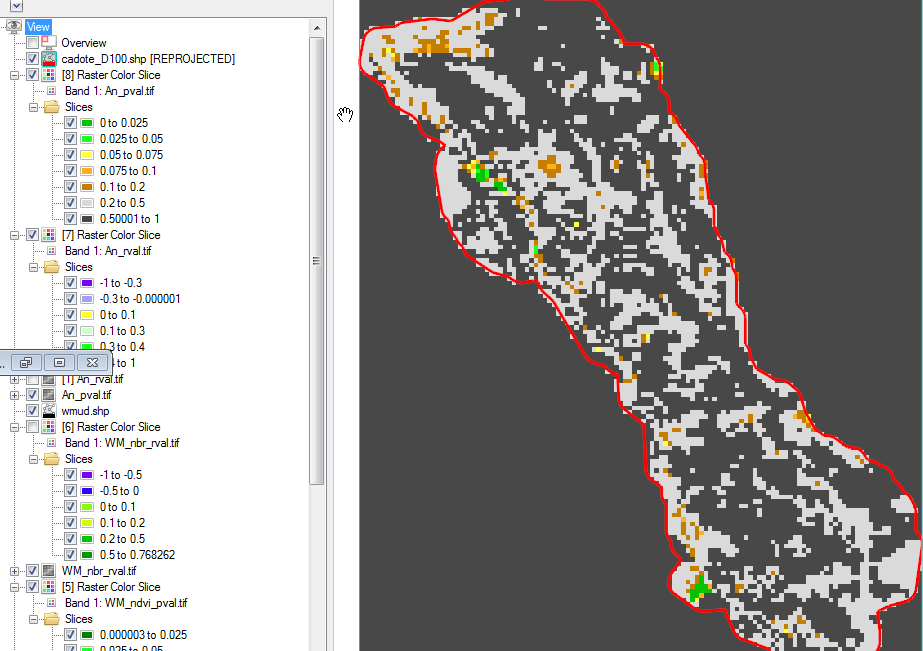 View
Overview
cadote_D100.shp [REPROJECTED]
[8] Raster Color Slice
Band 1: An_pval.tif
Slices
0 to 0.025
0.025 to 0.05
0.05 to 0.075
0.075 to 0.1
0.1 to 0.2
0.2 to 0.5
0.50001 to 1
[7] Raster Color Slice
Band 1: An_rval.tif
Slices
-1 to -0.3
-0.3 to -0.000001
0 to 0.1
0.1 to 0.3
0.3 to 0.4
to 1
[1] An_rval.tif
An_pval.tif
wmud.shp
[6] Raster Color Slice
Band 1: WM_nbr_rval.tif
Slices
-1 to -0.5
-0.5 to 0
0 to 0.1
0.1 to 0.2
0.2 to 0.5
0.5 to 0.768262
WM_nbr_rval.tif
[5] Raster Color Slice
Band 1: WM_ndvi_pval.tif
Slices
0.000003 to 0.025
0.025 to 0.05